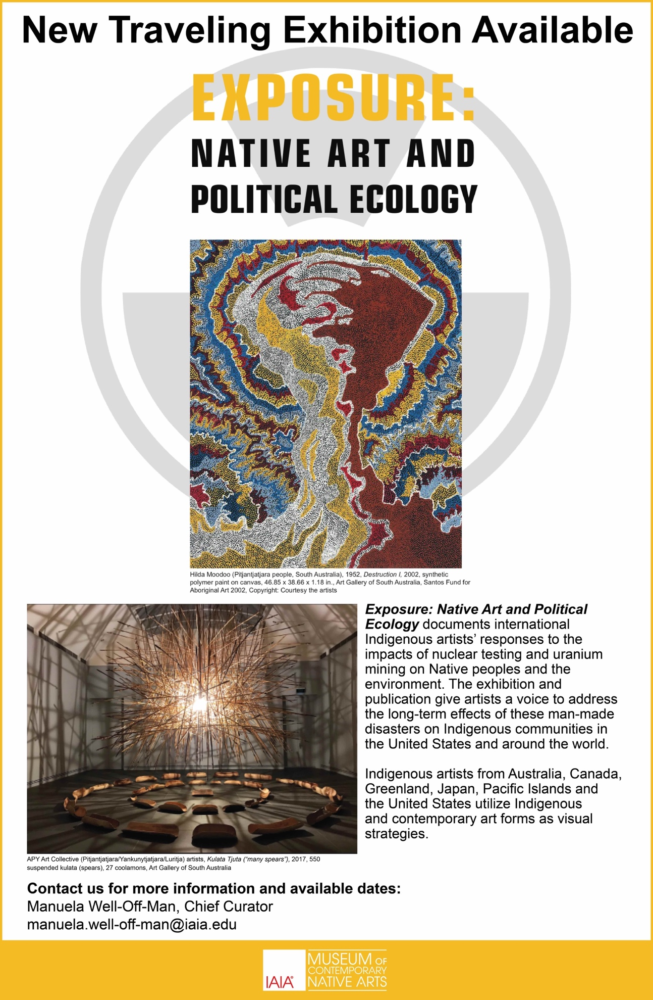 New Traveling Exhibition Available
EXPOSURE:
NATIVE ART AND
POLITICAL ECOLOGY
Hilda Moodoo (Pitjantjatjara people, South Australia), 1952, Destruction I, 2002, synthetic
polymer paint on canvas, 46.85 x 38.66 x 1.18 in., Art Gallery of South Australia, Santos Fund for
Aboriginal Art 2002, Copyright: Courtesy the artists
Exposure: Native Art and Political
Ecology documents international
Indigenous artists’ responses to the
impacts of nuclear testing and uranium
mining on Native peoples and the
environment. The exhibition and
publication give artists a voice to address
the long-term effects of these man-made
disasters on Indigenous communities in
the United States and around the world.
Indigenous artists from Australia, Canada,
Greenland, Japan, Pacific Islands and
the United States utilize Indigenous
and contemporary art forms as visual
strategies.
APY Art Collective (Pitjantjatjara/Yankunytjatjara/Luritja) artists, Kulata Tjuta (“many spears”), 2017, 550
suspended kulata (spears), 27 coolamons, Art Gallery of South Australia
Contact us for more information and available dates:
Manuela Well-Off-Man, Chief Curator
manuela.well-off-man@iaia.edu
IAIA®
MUSEUM OF
CONTEMPORARY
NATIVE ARTS